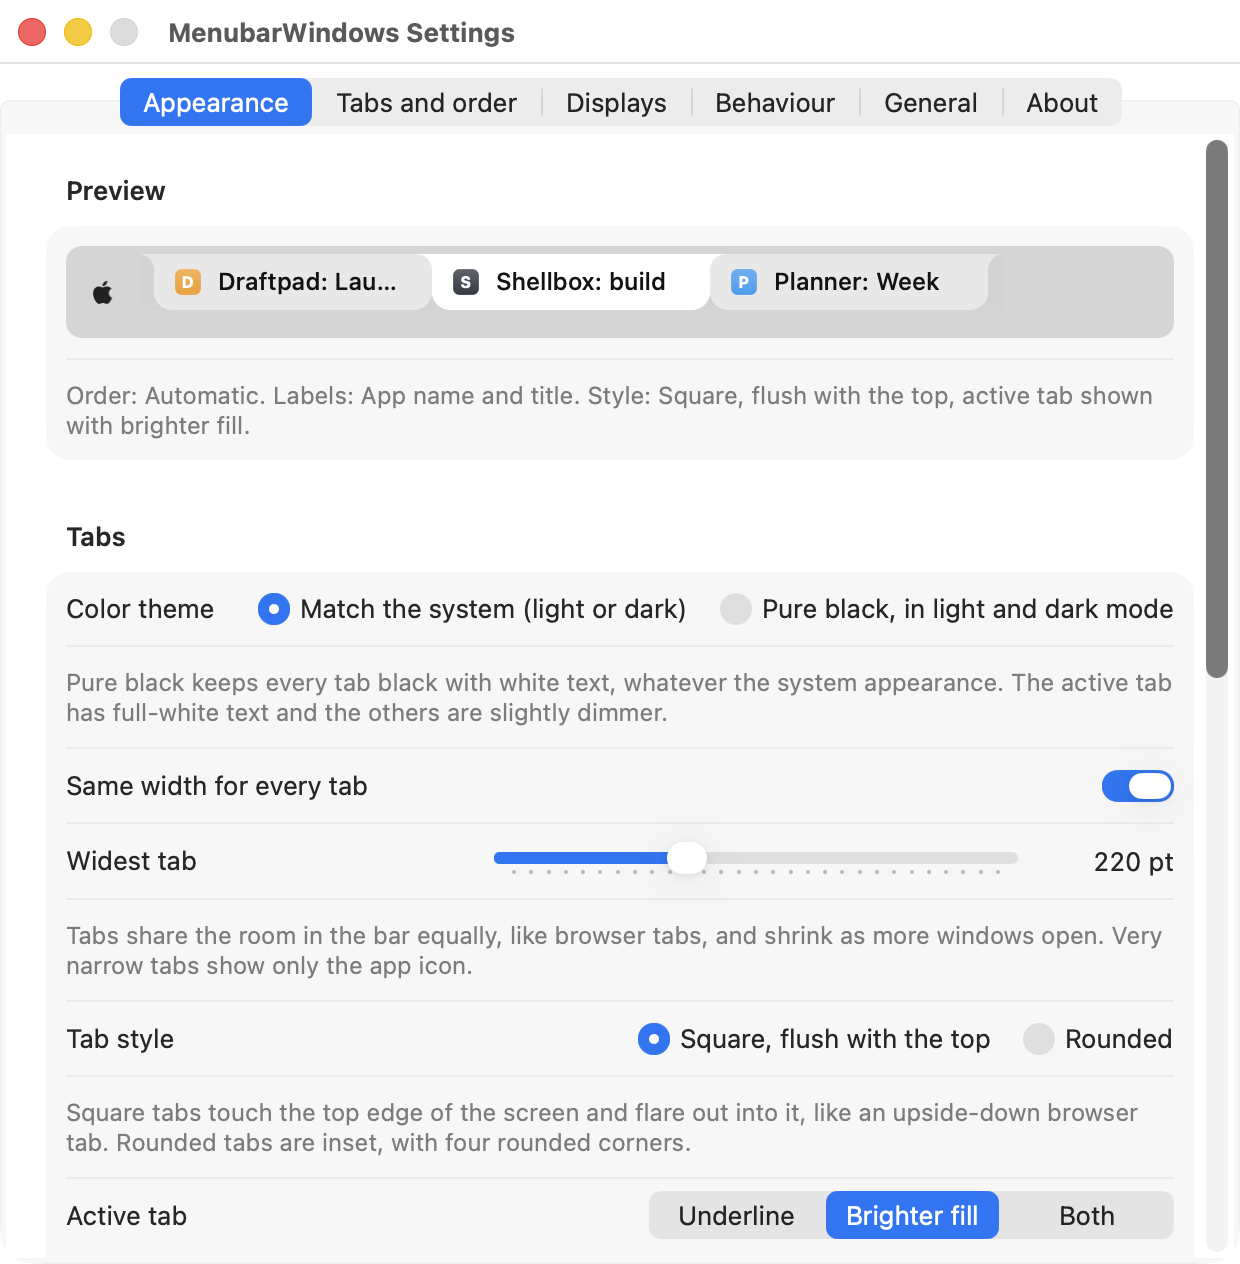 MenubarWindows Settings
Appearance
Tabs and order
Displays
Behaviour
General
About
Preview
D Draftpad: Lau...
S Shellbox: build
P Planner: Week
Order: Automatic. Labels: App name and title. Style: Square, flush with the top, active tab shown
with brighter fill.
Tabs
Color theme
Match the system (light or dark)
Pure black, in light and dark mode
Pure black keeps every tab black with white text, whatever the system appearance. The active tab
has full-white text and the others are slightly dimmer.
Same width for every tab
Widest tab
220 pt
Tabs share the room in the bar equally, like browser tabs, and shrink as more windows open. Very
narrow tabs show only the app icon.
Tab style
Square, flush with the top
Rounded
Square tabs touch the top edge of the screen and flare out into it, like an upside-down browser
tab. Rounded tabs are inset, with four rounded corners.
Active tab
Underline
Brighter fill
Both